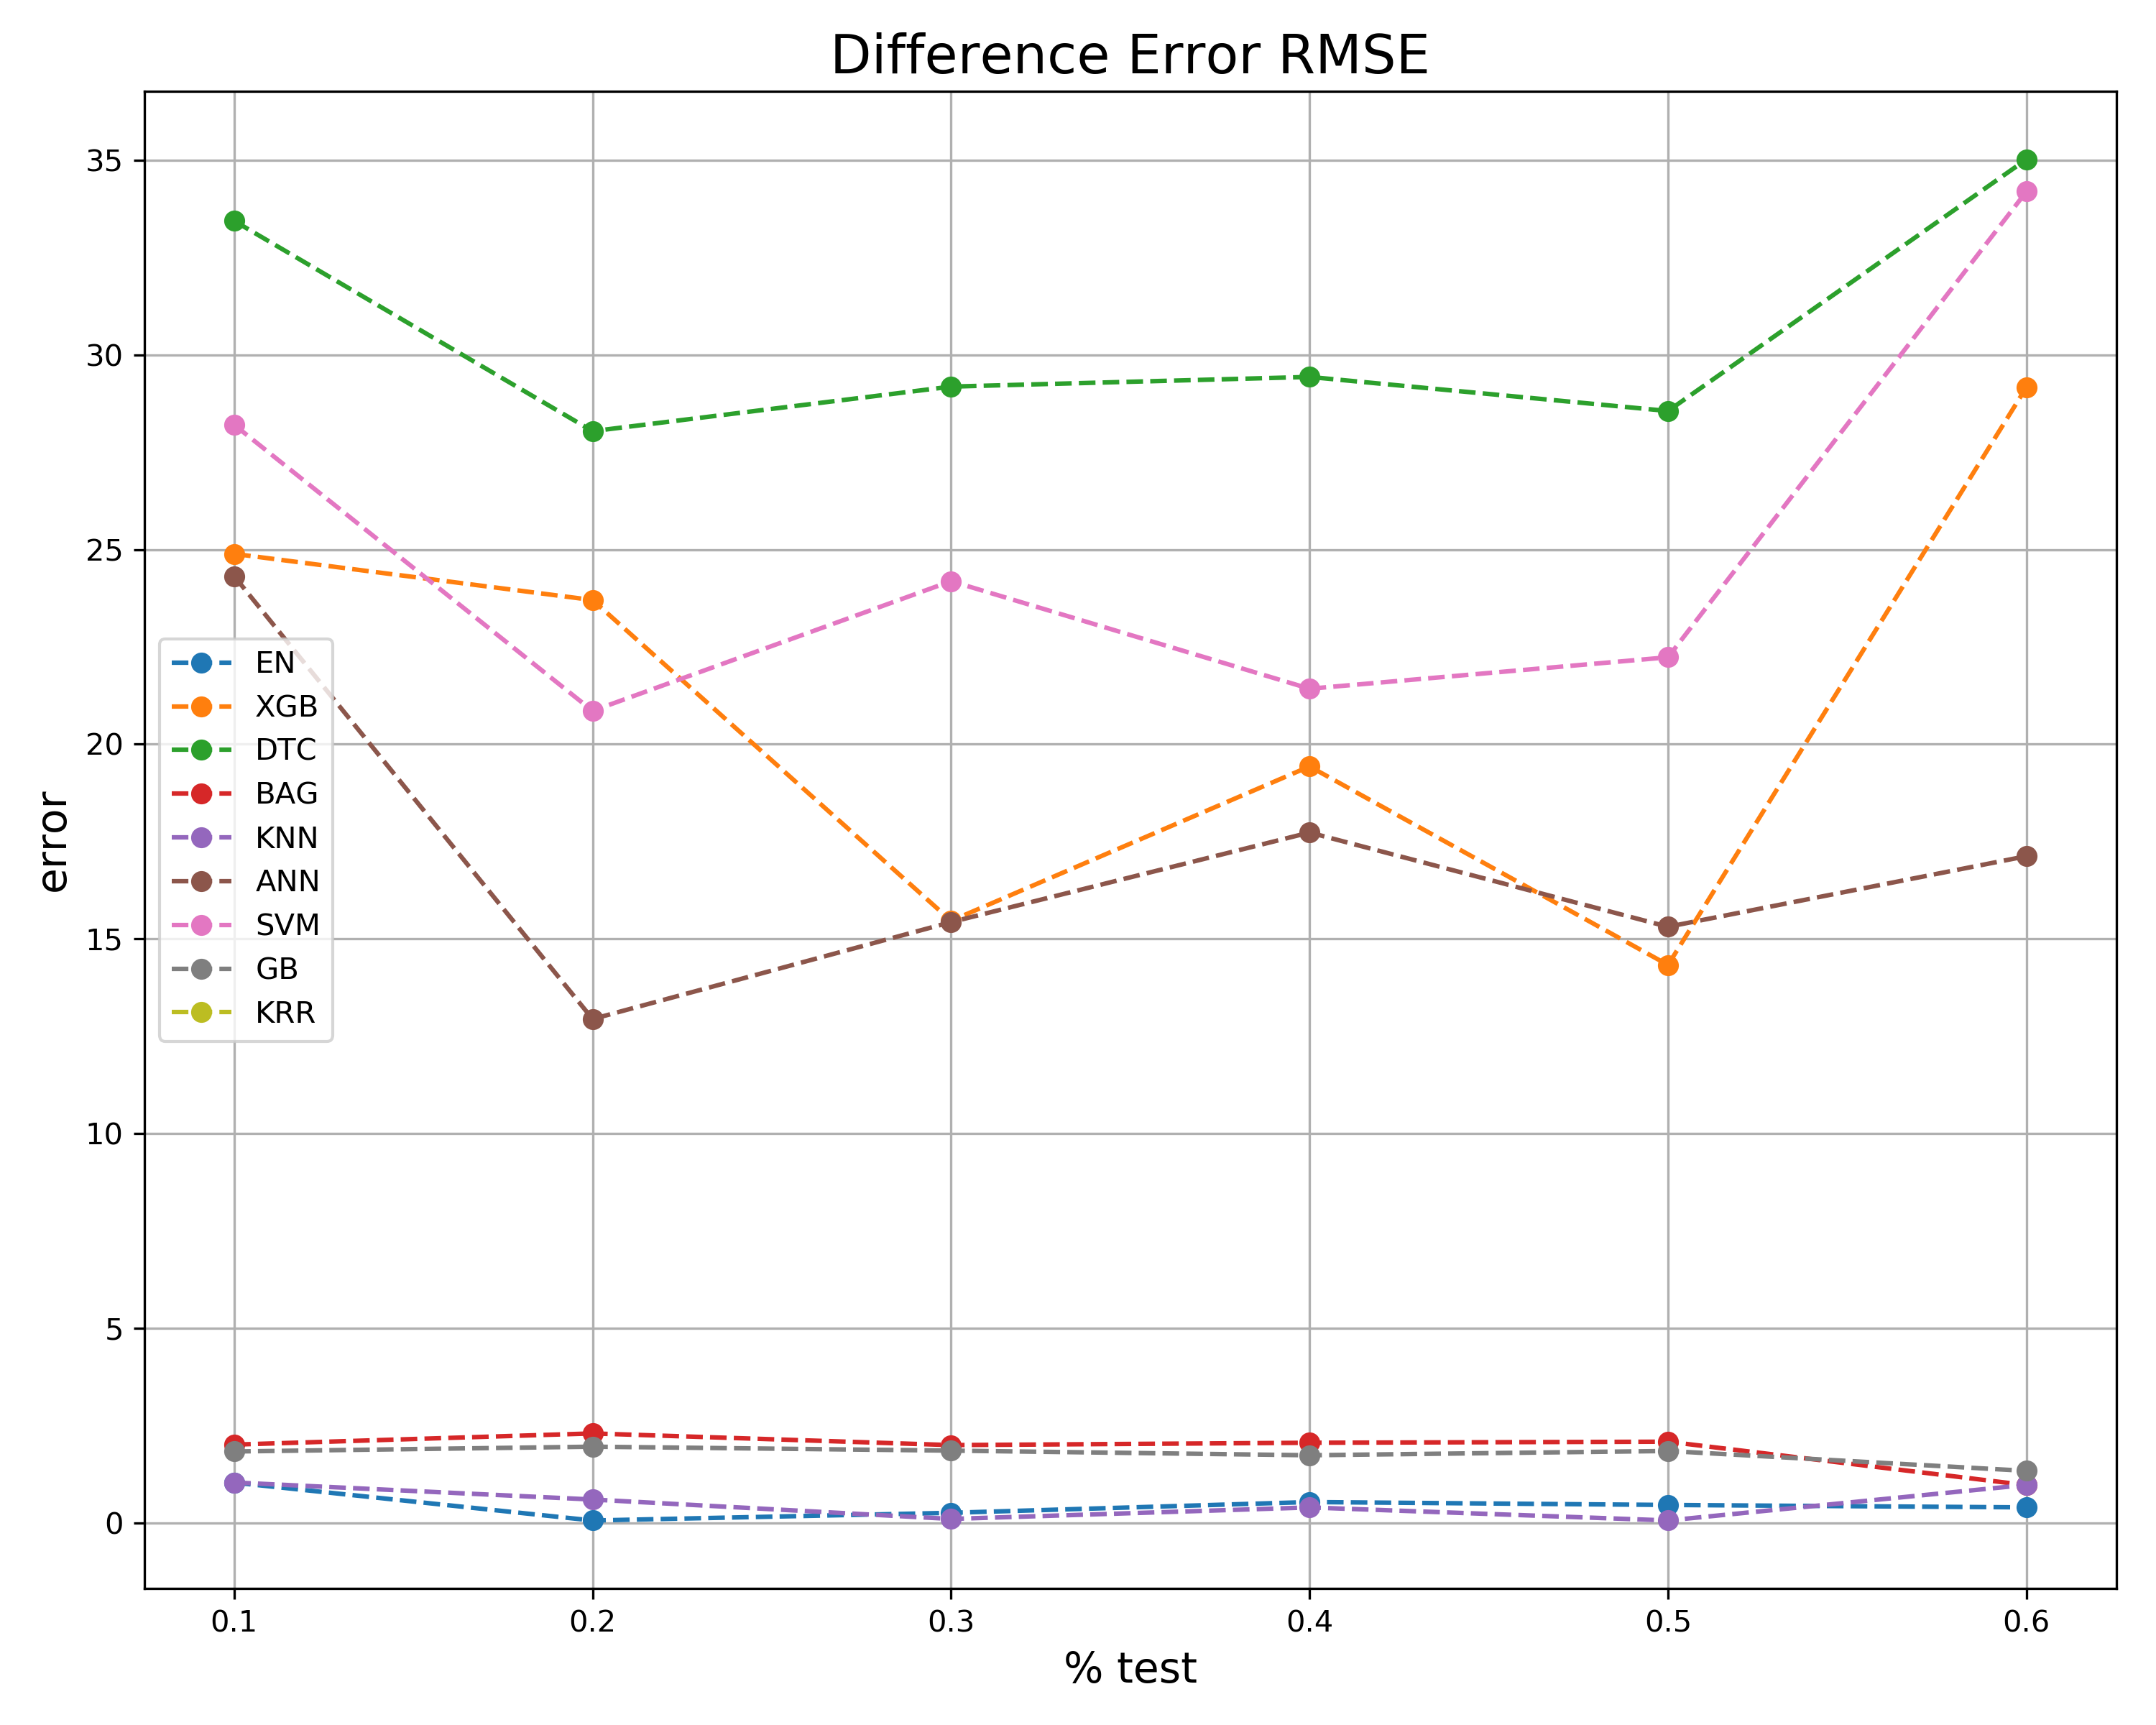 Difference Error RMSE
error
35
30
25
20
15
10
5
0
EN
XGB
DTC
BAG
KNN
ANN
SVM
GB
KRR
0.1 0.2 0.3 0.4 0.5 0.6
% test